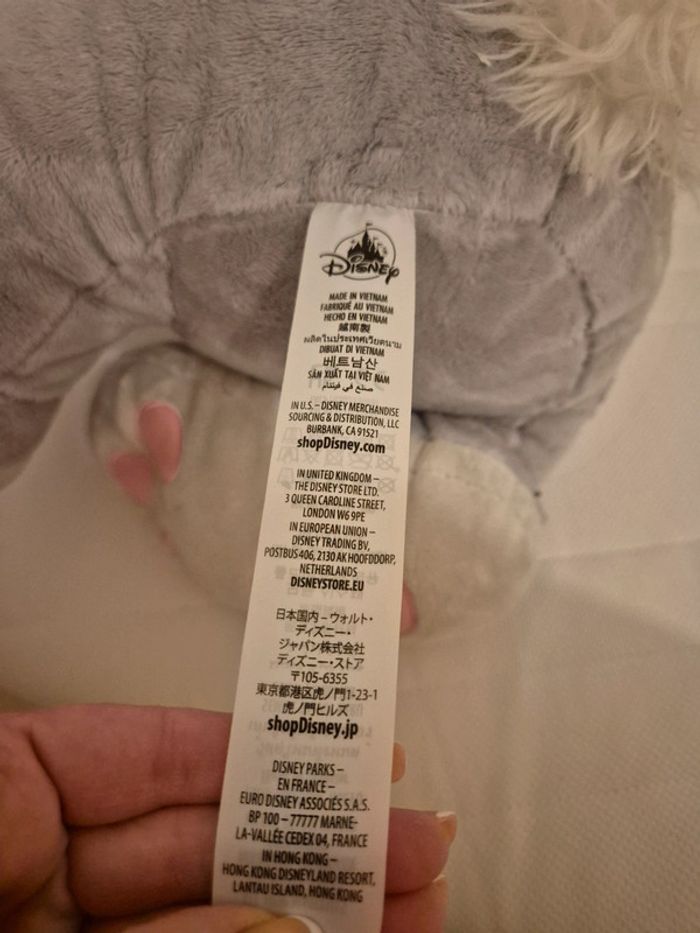 Disney
MADE IN VIETNAM
FABRIQUÉ AU VIETNAM
HECHO EN VIETNAM
越南製
ผลิตในประเทศเวียดนาม
DIBUAT DI VIETNAM
베트남산
SẢN XUẤT TẠI VIỆT NAM
صنع في فيتنام
IN U.S. – DISNEY MERCHANDISE
SOURCING & DISTRIBUTION, LLC
BURBANK, CA 91521
shopDisney.com
IN UNITED KINGDOM –
THE DISNEY STORE LTD.
3 QUEEN CAROLINE STREET,
LONDON W6 9PE
IN EUROPEAN UNION –
DISNEY TRADING BV,
POSTBUS 406, 2130 AK HOOFDDORP,
NETHERLANDS
DISNEYSTORE.EU
日本国内 – ウォルト・
ディズニー・
ジャパン株式会社
ディズニー・ストア
〒105-6355
東京都港区虎ノ門1-23-1
虎ノ門ヒルズ
shopDisney.jp
DISNEY PARKS –
EN FRANCE –
EURO DISNEY ASSOCIÉS S.A.S.
BP 100 – 77777 MARNE-
LA-VALLÉE CEDEX 04, FRANCE
IN HONG KONG –
HONG KONG DISNEYLAND RESORT,
LANTAU ISLAND, HONG KONG